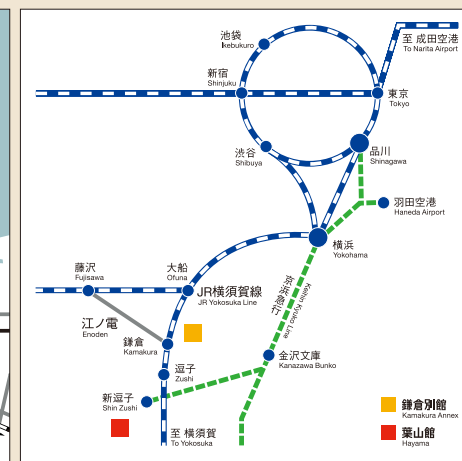 池袋
Ikebukuro
至 成田空港
To Narita Airport
新宿
Shinjuku
東京
Tokyo
渋谷
Shibuya
品川
Shinagawa
羽田空港
Haneda Airport
横浜
Yokohama
藤沢
Fujisawa
大船
Ofuna
JR横須賀線
JR Yokosuka Line
京浜急行
Keihin Kyuko Line
江ノ電
Enoden
鎌倉
Kamakura
金沢文庫
Kanazawa Bunko
逗子
Zushi
新逗子
Shin Zushi
至 横須賀
To Yokosuka
鎌倉別館
Kamakura Annex
葉山館
Hayama